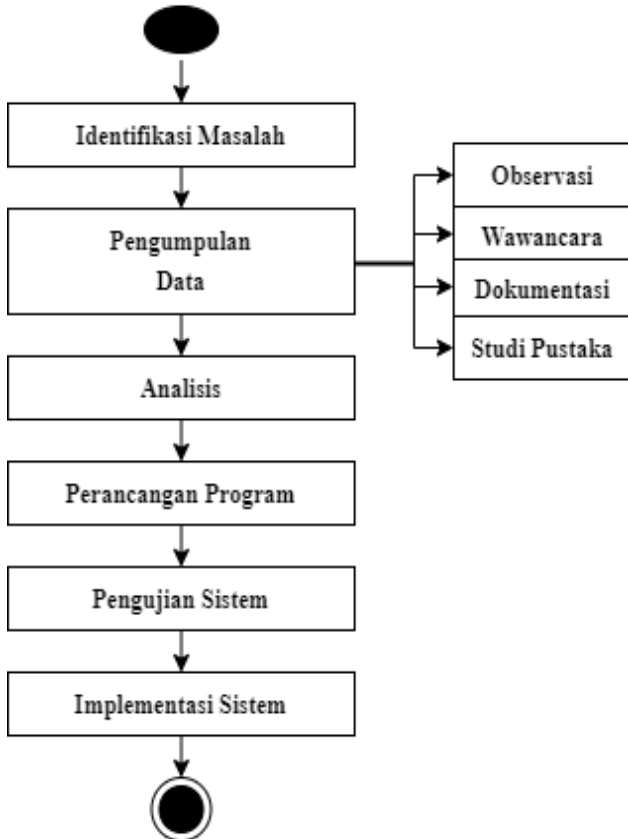 Identifikasi Masalah
Pengumpulan
Data
Observasi
Wawancara
Dokumentasi
Studi Pustaka
Analisis
Perancangan Program
Pengujian Sistem
Implementasi Sistem